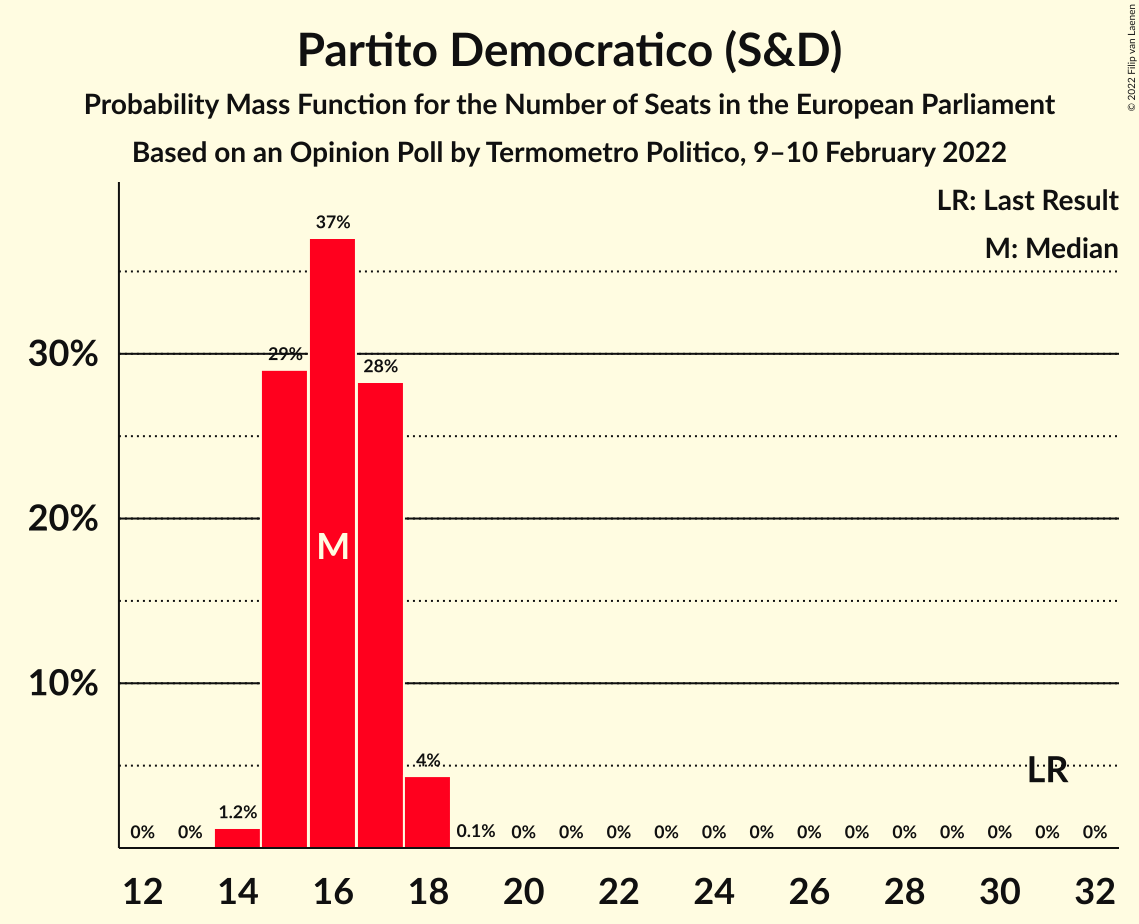 Partito Democratico (S&D)
Probability Mass Function for the Number of Seats in the European Parliament
Based on an Opinion Poll by Termometro Politico, 9–10 February 2022
© 2022 Filip van Laenen
LR: Last Result
M: Median
37%
30%
29%
28%
20%
M
10%
LR
0% 0% 1.2% 4% 0.1% 0% 0% 0% 0% 0% 0% 0% 0% 0% 0% 0% 0% 0%
12 14 16 18 20 22 24 26 28 30 32